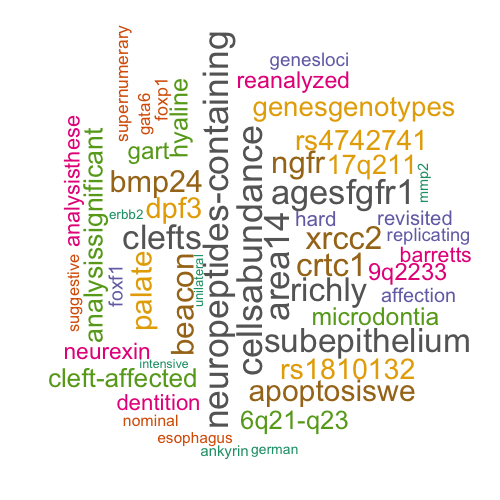 supernumerary
gata6
foxp1
hyaline
gart
neuropeptides-containing
genesloci
reanalyzed
genesgenotypes
rs4742741
ngfr
17q211
mmp2
analysisthese
analysissignificant
bmp24
erbb2
dpf3
cellsabundance
agesfgfr1
area14
hard
revisited
xrcc2
replicating
clefts
crtc1
barretts
9q2233
suggestive
foxf1
palate
beacon
unilateral
richly
affection
microdontia
neurexin
subepithelium
intensive
cleft-affected
rs1810132
apoptosiswe
dentition
nominal
6q21-q23
esophagus
ankyrin
german